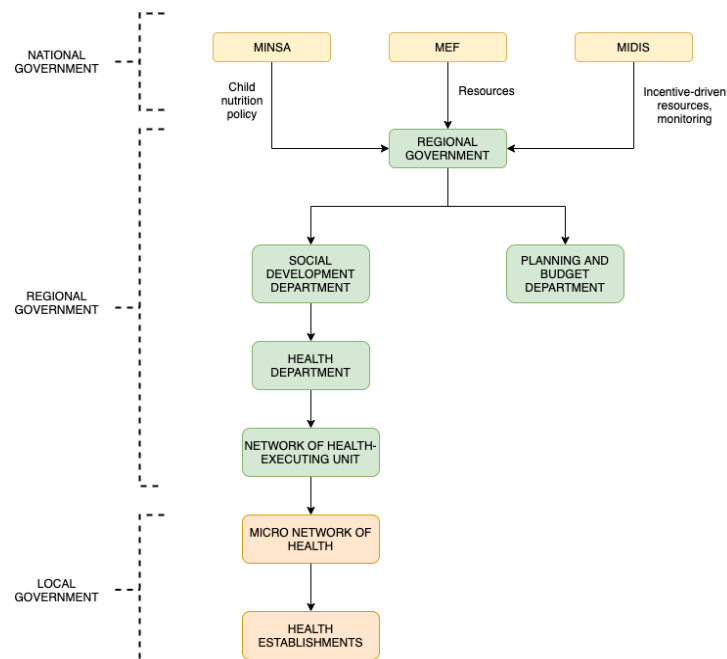 NATIONAL
GOVERNMENT
MINSA
MEF
MIDIS
Child
nutrition
policy
Resources
Incentive-driven
resources,
monitoring
REGIONAL
GOVERNMENT
REGIONAL
GOVERNMENT
SOCIAL
DEVELOPMENT
DEPARTMENT
PLANNING AND
BUDGET
DEPARTMENT
HEALTH
DEPARTMENT
NETWORK OF HEALTH-
EXECUTING UNIT
LOCAL
GOVERNMENT
MICRO NETWORK OF
HEALTH
HEALTH
ESTABLISHMENTS